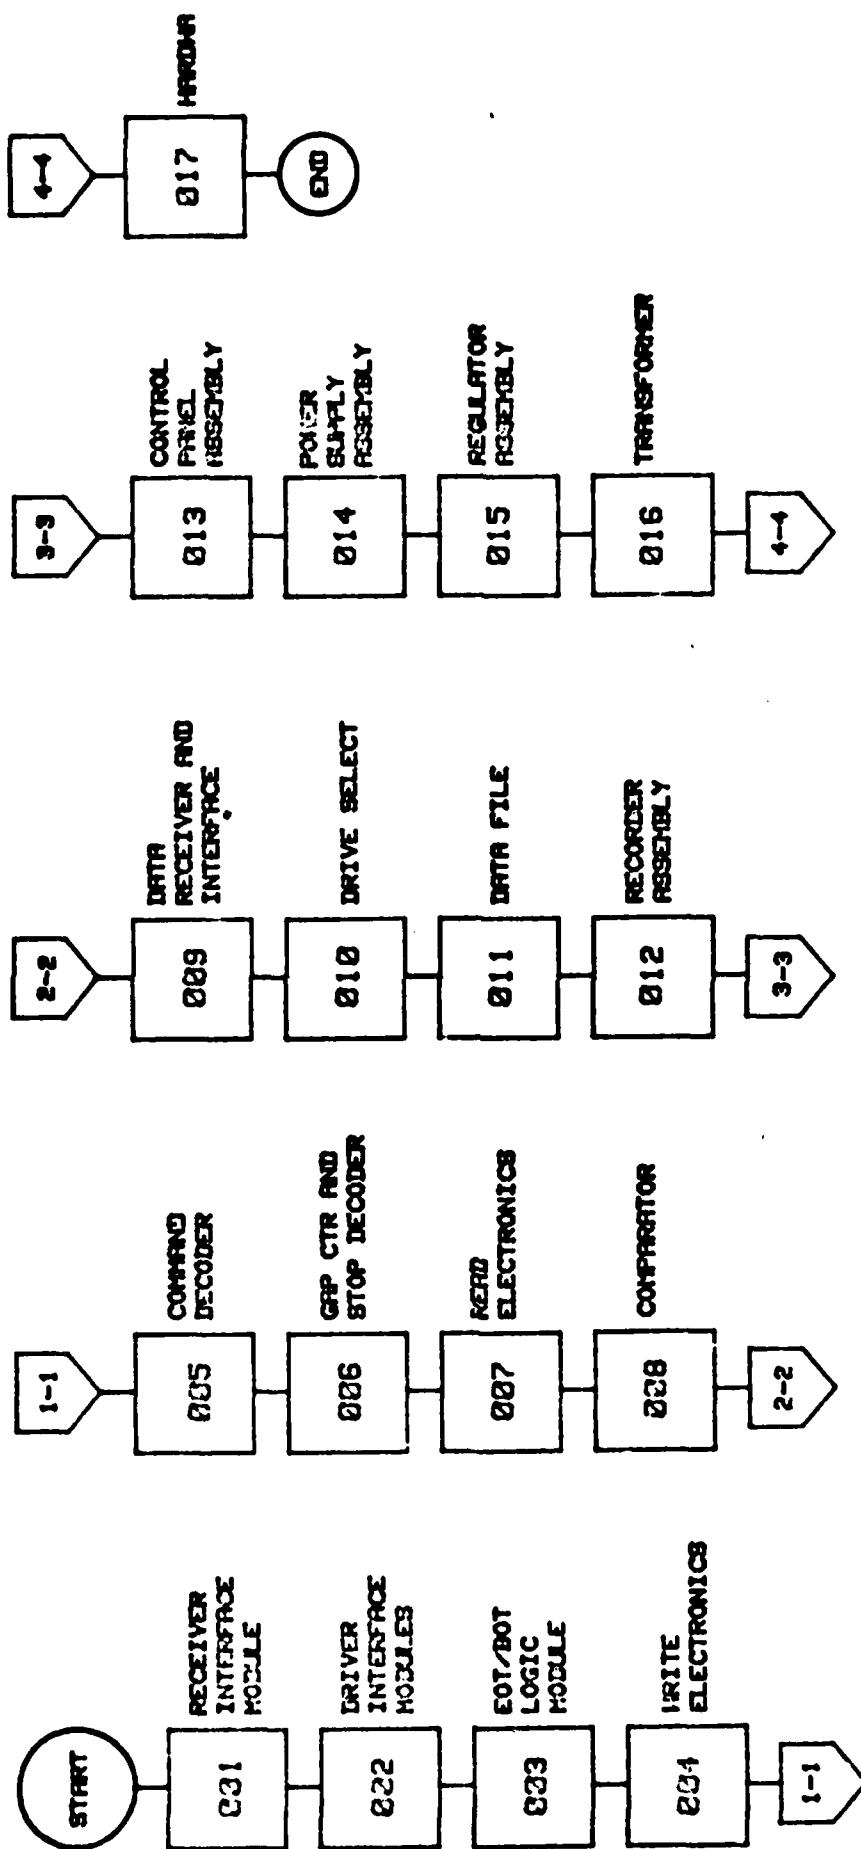 START
001
RECEIVER
INTERFACE
MODULE
002
DRIVER
INTERFACE
MODULES
003
EOT/BOT
LOGIC
MODULE
004
WRITE
ELECTRONICS
1-1
1-1
005
COMMAND
DECODER
006
GAP CTR AND
STOP DECODER
007
READ
ELECTRONICS
008
COMPARATOR
2-2
2-2
009
DATA
RECEIVER AND
INTERFACE
010
DRIVE SELECT
011
DATA FILE
012
RECORDER
ASSEMBLY
3-3
3-3
013
CONTROL
PANEL
ASSEMBLY
014
POWER
SUPPLY
ASSEMBLY
015
REGULATOR
ASSEMBLY
016
TRANSFORMER
4-4
4-4
017
HARDWA
END